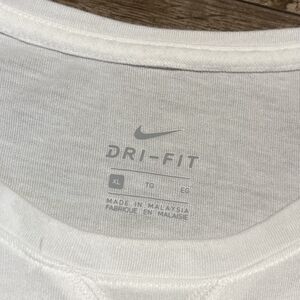 DRI-FIT
XL TG EG
MADE IN MALAYSIA
FABRIQUÉ EN MALAISIE